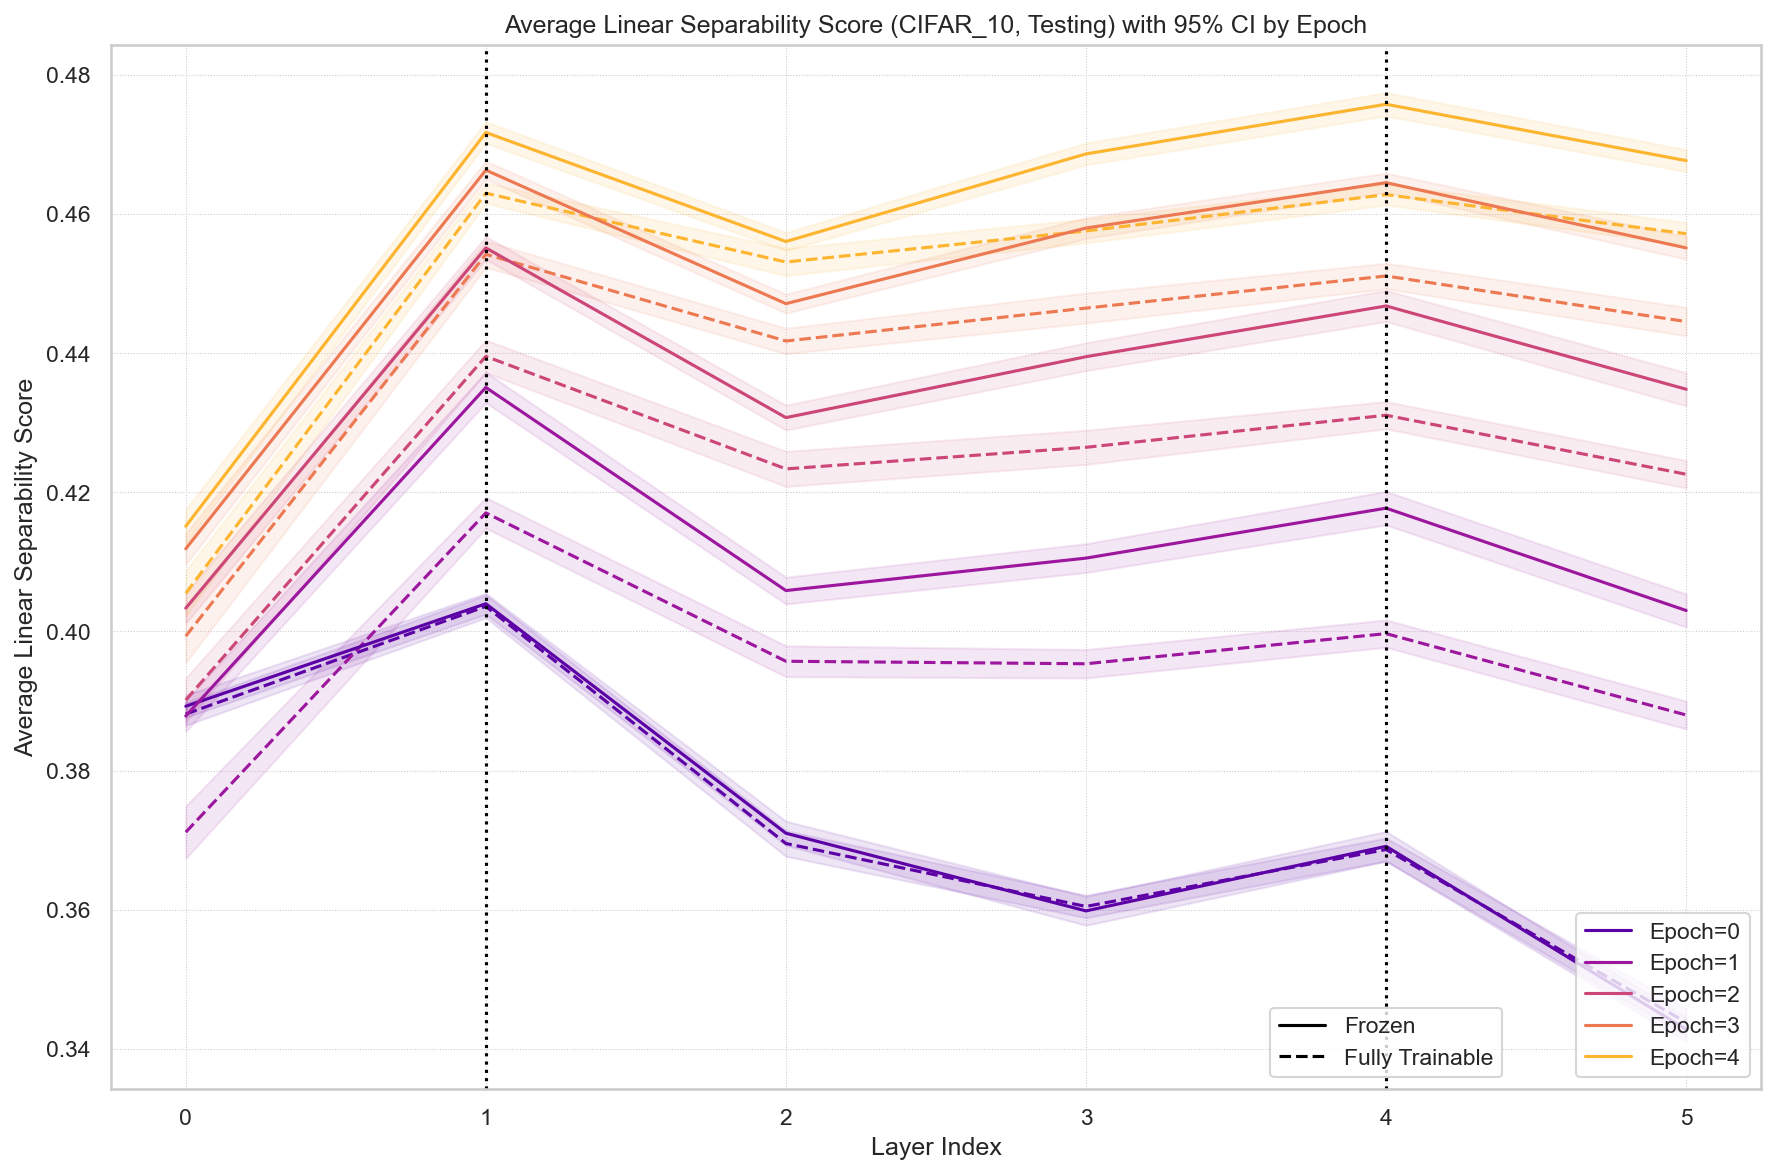 Average Linear Separability Score (CIFAR_10, Testing) with 95% CI by Epoch
Average Linear Separability Score
0.48
0.46
0.44
0.42
0.40
0.38
0.36
0.34
Frozen
Fully Trainable
Epoch=0
Epoch=1
Epoch=2
Epoch=3
Epoch=4
0 1 2 3 4 5
Layer Index